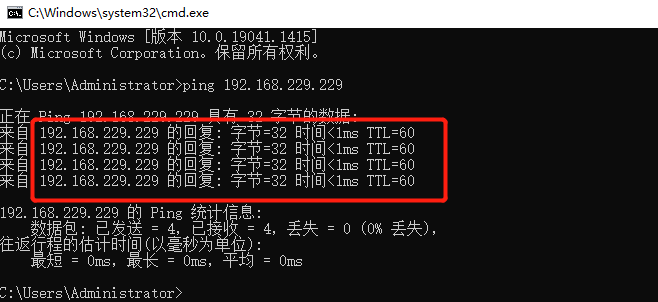 C:\Windows\system32\cmd.exe
Microsoft Windows [版本 10.0.19041.1415]
(c) Microsoft Corporation。保留所有权利。
C:\Users\Administrator>ping 192.168.229.229
正在 Ping 192.168.229.229 具有 32 字节的数据:
来自 192.168.229.229 的回复: 字节=32 时间<1ms TTL=60
来自 192.168.229.229 的回复: 字节=32 时间<1ms TTL=60
来自 192.168.229.229 的回复: 字节=32 时间<1ms TTL=60
来自 192.168.229.229 的回复: 字节=32 时间<1ms TTL=60
192.168.229.229 的 Ping 统计信息:
数据包: 已发送 = 4, 已接收 = 4, 丢失 = 0 (0% 丢失),
往返行程的估计时间(以毫秒为单位):
最短 = 0ms, 最长 = 0ms, 平均 = 0ms
C:\Users\Administrator>